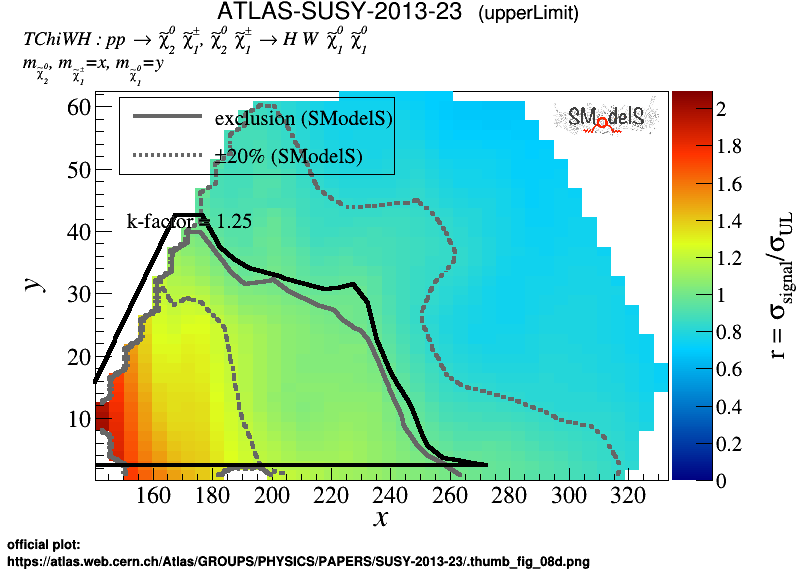 ATLAS-SUSY-2013-23 (upperLimit)
TChiWH : pp → χ̃₂⁰ χ̃₁±, χ̃₂⁰ χ̃₁± → H W χ̃₁⁰ χ̃₁⁰
m_χ̃₂⁰, m_χ̃₁±=x, m_χ̃₁⁰=y
exclusion (SModelS)
±20% (SModelS)
SModelS
k-factor = 1.25
y
60
50
40
30
20
10
160 180 200 220 240 260 280 300 320
x
2
1.8
1.6
1.4
1.2
1
0.8
0.6
0.4
0.2
0
r = σsignal/σUL
official plot:
https://atlas.web.cern.ch/Atlas/GROUPS/PHYSICS/PAPERS/SUSY-2013-23/.thumb_fig_08d.png